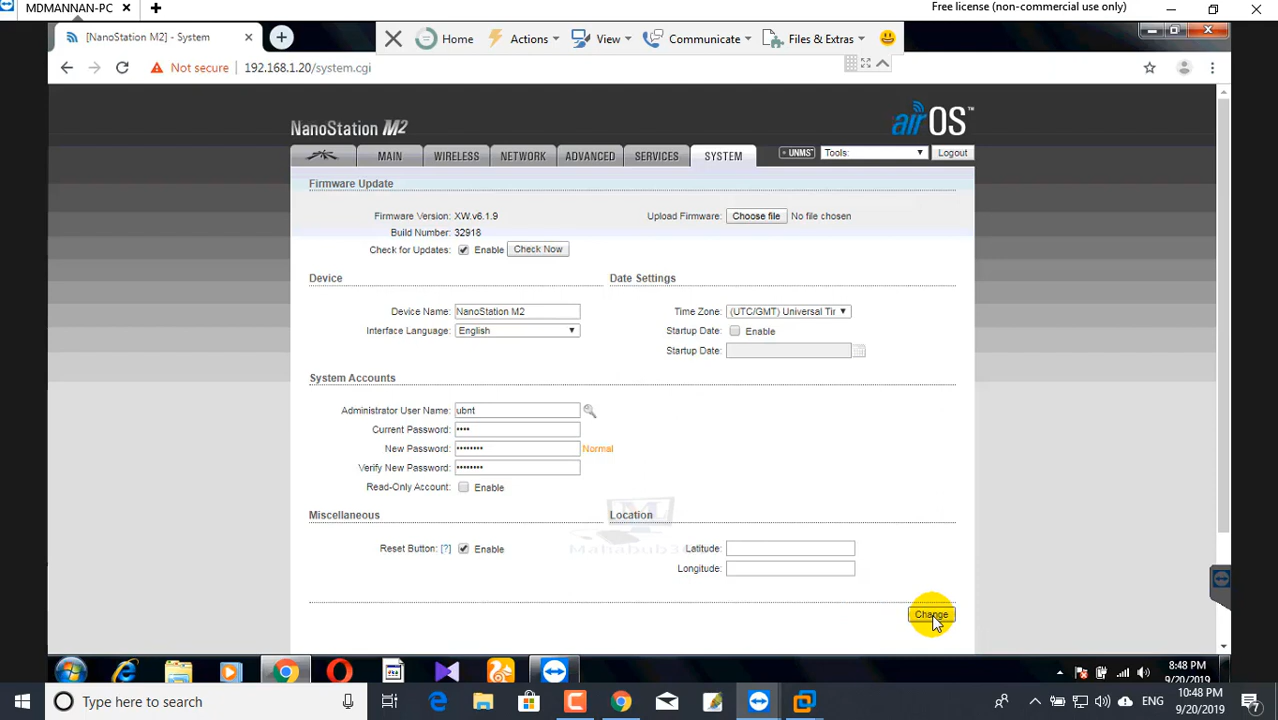 MDMANNAN-PC
Free license (non-commercial use only)
[NanoStation M2] - System
Home
Actions
View
Communicate
Files & Extras
Not secure
192.168.1.20/system.cgi
NanoStation M2
airOS™
MAIN
WIRELESS
NETWORK
ADVANCED
SERVICES
SYSTEM
UNMS
Tools:
Logout
Firmware Update
Firmware Version: XW.v6.1.9
Upload Firmware: Choose file No file chosen
Build Number: 32918
Check for Updates: Enable Check Now
Device
Date Settings
Device Name: NanoStation M2
Time Zone: (UTC/GMT) Universal Tir
Interface Language: English
Startup Date: Enable
Startup Date:
System Accounts
Administrator User Name: ubnt
Current Password: ••••
New Password: •••••••• Normal
Verify New Password: ••••••••
Read-Only Account: Enable
Miscellaneous
Location
Reset Button: [?] Enable
Latitude:
Longitude:
Change
8:48 PM
9/20/2019
Type here to search
ENG
10:48 PM
9/20/2019
7